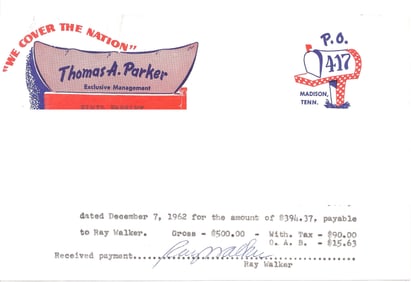 "WE COVER THE NATION"
Thomas A. Parker
Exclusive Management
P.O.
417
MADISON,
TENN.
dated December 7, 1962 for the amount of $394.37, payable
to Ray Walker. Gross - $500.00 - With. Tax - $90.00
O. A. B. - $15.63
Received payment....Ray Walker....
Ray Walker